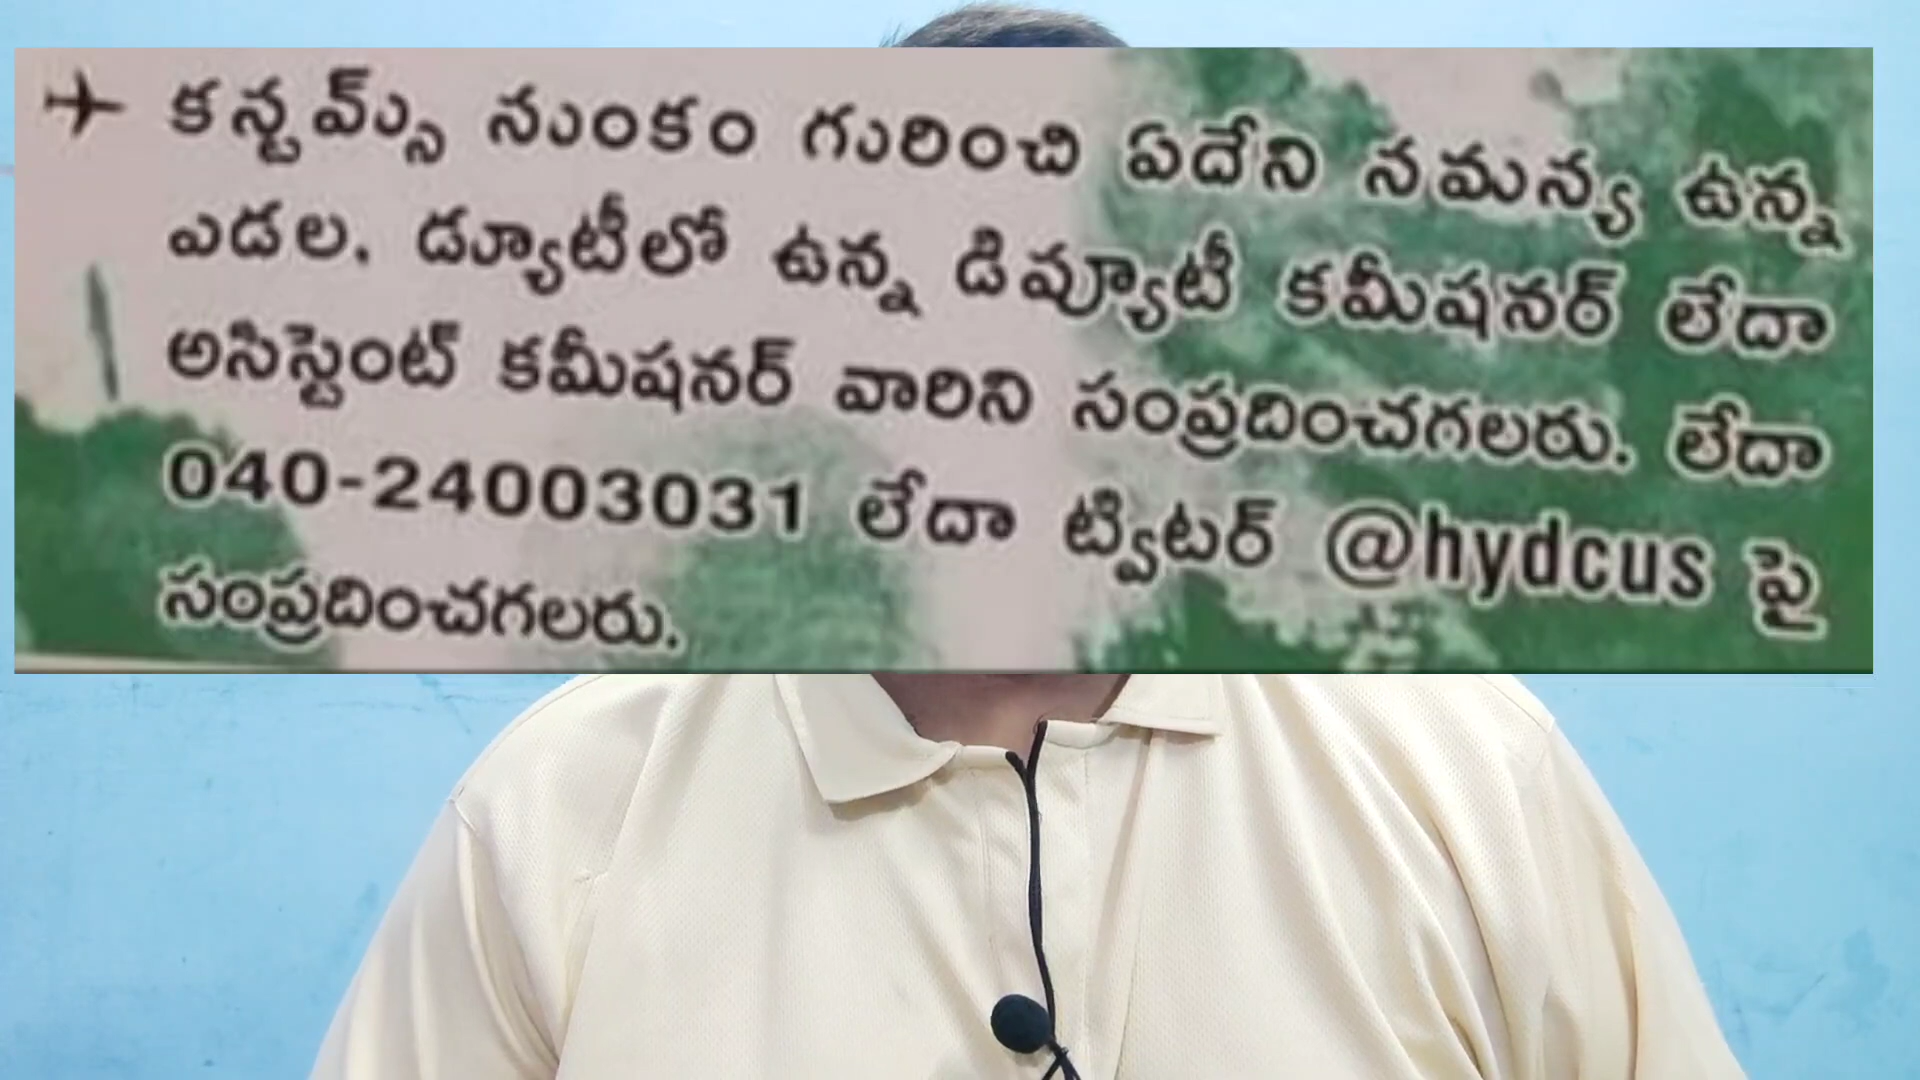 కస్టమ్స్ సుంకం గురించి ఏదేని సమస్య ఉన్న
ఎడల, డ్యూటీలో ఉన్న డిప్యూటీ కమీషనర్ లేదా
అసిస్టెంట్ కమీషనర్ వారిని సంప్రదించగలరు. లేదా
040-24003031 లేదా ట్విటర్ @hydcus పై
సంప్రదించగలరు.